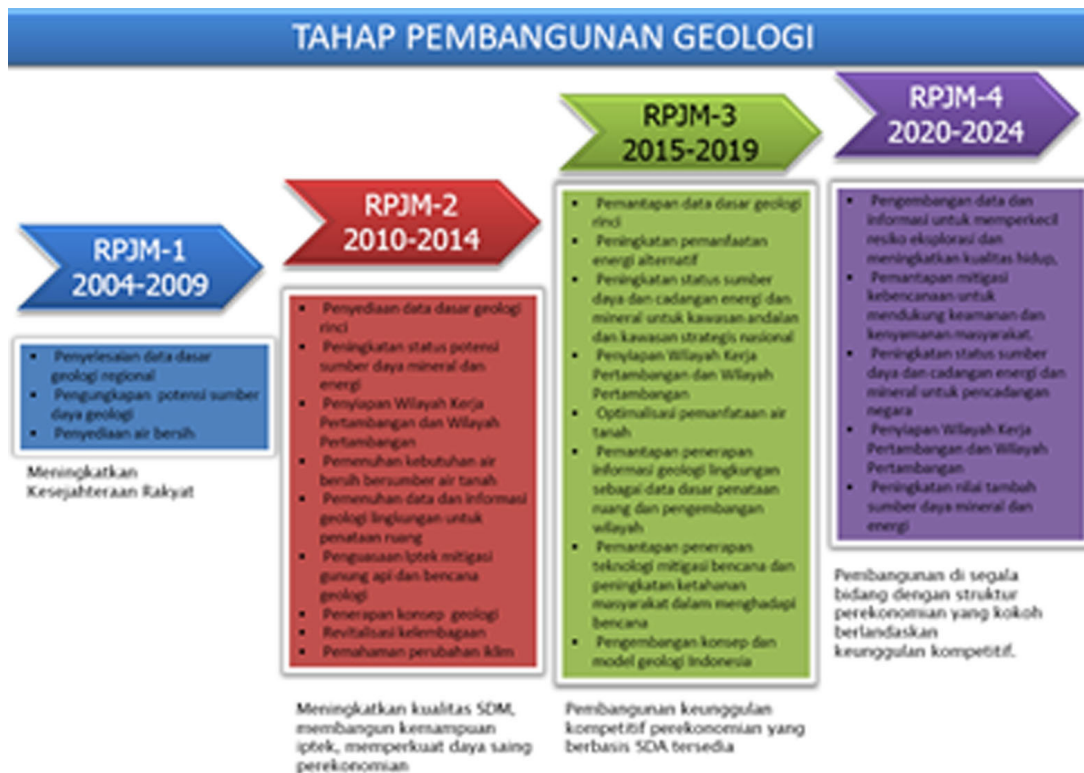 TAHAP PEMBANGUNAN GEOLOGI
RPJM-1
2004-2009
▪ Penyelesaian data dasar
geologi regional
▪ Pengungkapan potensi sumber
daya geologi
▪ Penyediaan air bersih
Meningkatkan
Kesejahteraan Rakyat
RPJM-2
2010-2014
▪ Penyediaan data dasar geologi
rinci
▪ Peningkatan status potensi
sumber daya mineral dan
energi
▪ Penyiapan Wilayah Kerja
Pertambangan dan Wilayah
Pertambangan
▪ Pemenuhan kebutuhan air
bersih bersumber air tanah
▪ Pemenuhan data dan informasi
geologi lingkungan untuk
penataan ruang
▪ Penguasaan Iptek mitigasi
gunung api dan bencana
geologi
▪ Penerapan konsep geologi
▪ Revitalisasi kelembagaan
▪ Pemahaman perubahan iklim
Meningkatkan kualitas SDM,
membangun kemampuan
iptek, memperkuat daya saing
perekonomian
RPJM-3
2015-2019
▪ Pemantapan data dasar geologi
rinci
▪ Peningkatan pemanfaatan
energi alternatif
▪ Peningkatan status sumber
daya dan cadangan energi dan
mineral untuk kawasan andalan
dan kawasan strategis nasional
▪ Penyiapan Wilayah Kerja
Pertambangan dan Wilayah
Pertambangan
▪ Optimalisasi pemanfataan air
tanah
▪ Pemantapan penerapan
informasi geologi lingkungan
sebagai data dasar penataan
ruang dan pengembangan
wilayah
▪ Pemantapan penerapan
teknologi mitigasi bencana dan
peningkatan ketahanan
masyarakat dalam menghadapi
bencana
▪ Pengembangan konsep dan
model geologi Indonesia
Pembangunan keunggulan
kompetitif perekonomian yang
berbasis SDA tersedia
RPJM-4
2020-2024
▪ Pengembangan data dan
informasi untuk memperkecil
resiko eksplorasi dan
meningkatkan kualitas hidup,
▪ Pemantapan mitigasi
kebencanaan untuk
mendukung keamanan dan
kenyamanan masyarakat.
▪ Peningkatan status sumber
daya dan cadangan energi dan
mineral untuk pencadangan
negara
▪ Penyiapan Wilayah Kerja
Pertambangan dan Wilayah
Pertambangan
▪ Peningkatan nilai tambah
sumber daya mineral dan
energi
Pembangunan di segala
bidang dengan struktur
perekonomian yang kokoh
berlandaskan
keunggulan kompetitif.